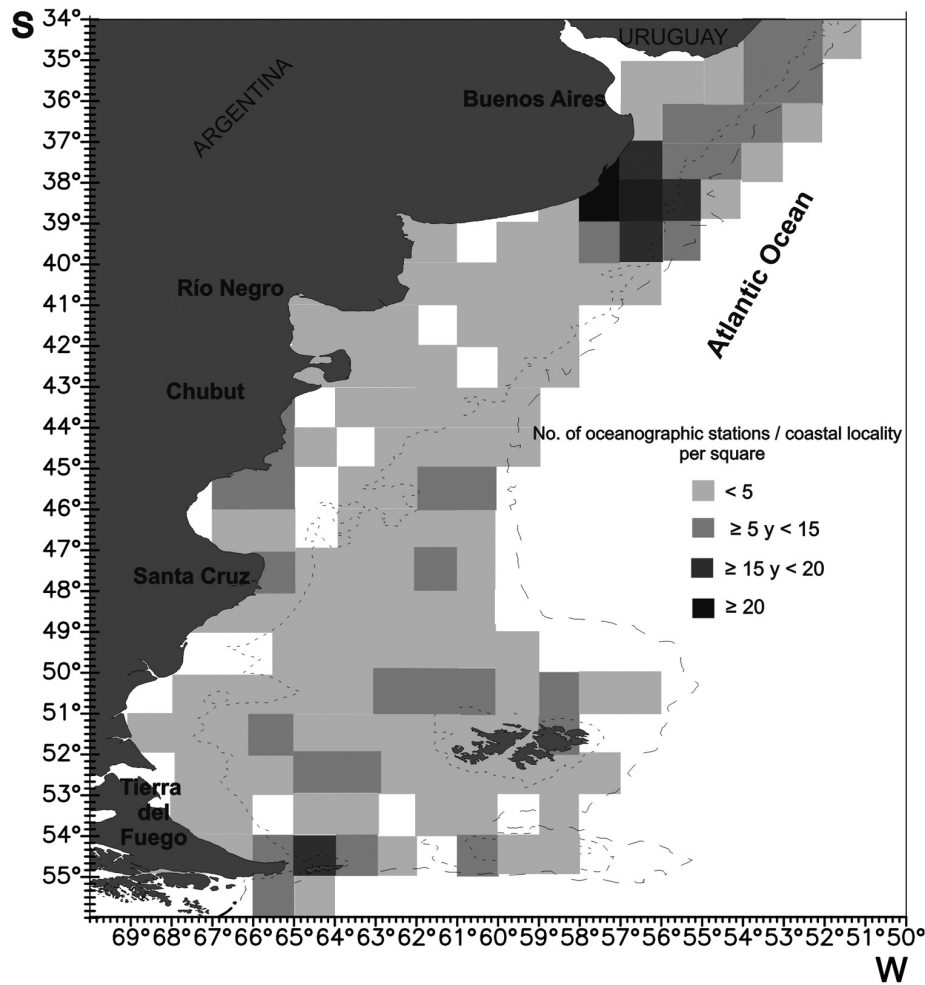 S
34°
35°
36°
37°
38°
39°
40°
41°
42°
43°
44°
45°
46°
47°
48°
49°
50°
51°
52°
53°
54°
55°
URUGUAY
ARGENTINA
Buenos Aires
Río Negro
Chubut
Santa Cruz
Tierra
del
Fuego
Atlantic Ocean
No. of oceanographic stations / coastal locality
per square
< 5
≥ 5 y < 15
≥ 15 y < 20
≥ 20
69° 68° 67° 66° 65° 64° 63° 62° 61° 60° 59° 58° 57° 56° 55° 54° 53° 52° 51° 50°
W